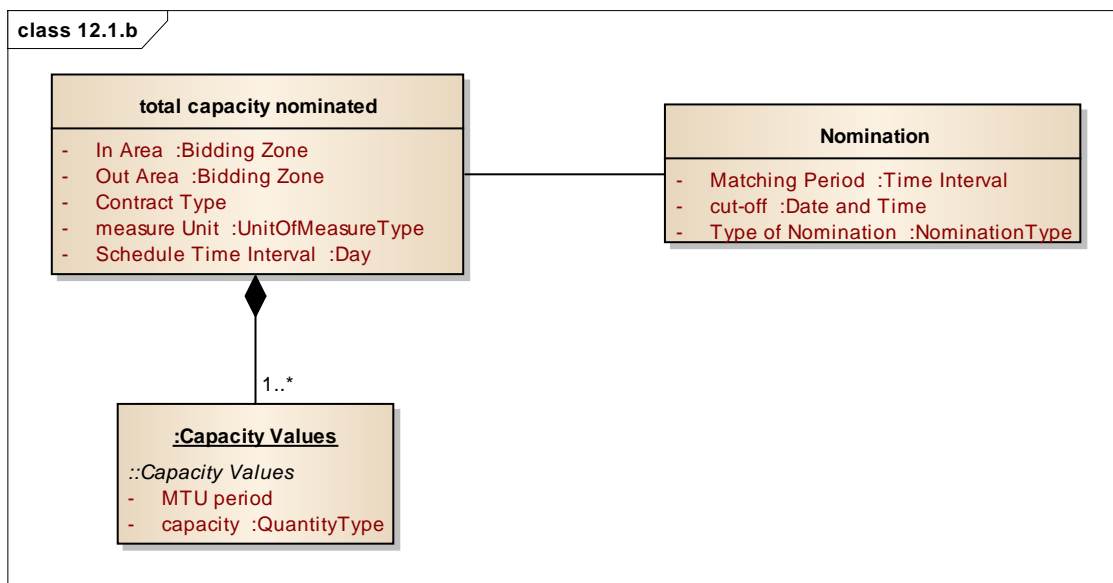 class 12.1.b
total capacity nominated
- In Area :Bidding Zone
- Out Area :Bidding Zone
- Contract Type
- measure Unit :UnitOfMeasureType
- Schedule Time Interval :Day
Nomination
- Matching Period :Time Interval
- cut-off :Date and Time
- Type of Nomination :NominationType
1..*
:Capacity Values
::Capacity Values
- MTU period
- capacity :QuantityType